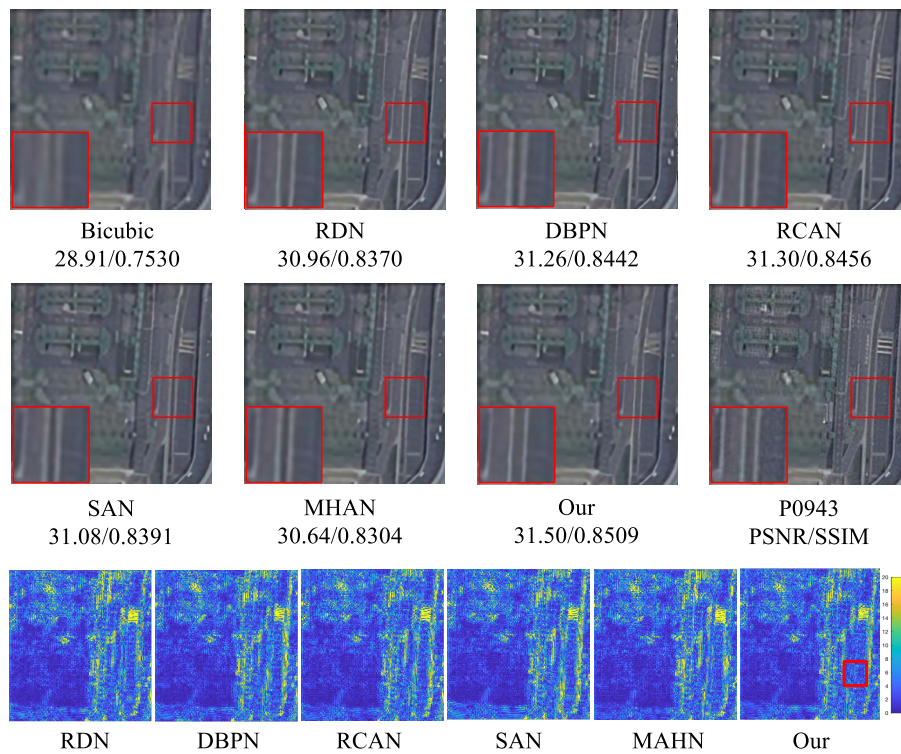 Bicubic
28.91/0.7530
RDN
30.96/0.8370
DBPN
31.26/0.8442
RCAN
31.30/0.8456
SAN
31.08/0.8391
MHAN
30.64/0.8304
Our
31.50/0.8509
P0943
PSNR/SSIM
20
18
16
14
12
10
8
6
4
2
0
RDN
DBPN
RCAN
SAN
MAHN
Our